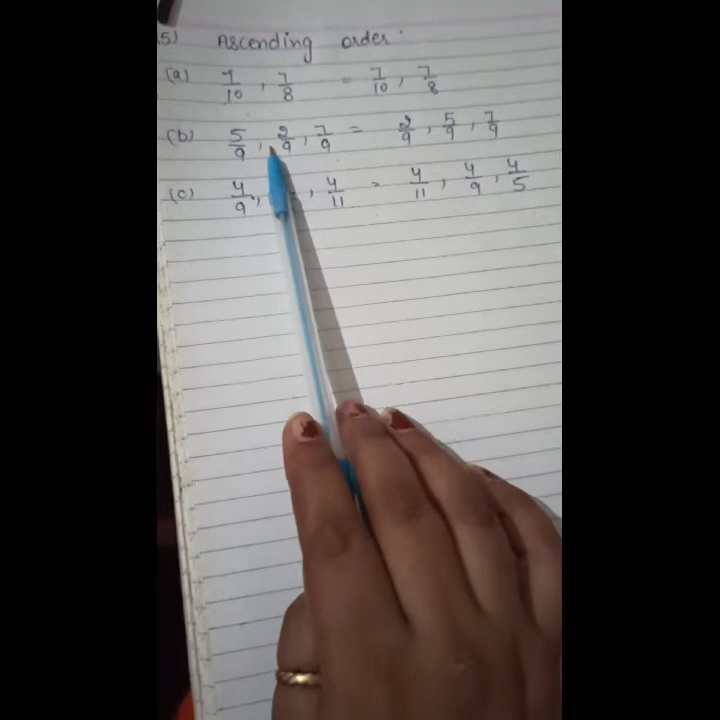 5) Ascending order
(a) 7/10, 7/8 = 7/10, 7/8
(b) 5/9, 2/9, 7/9 = 2/9, 5/9, 7/9
(c) 4/9, , 4/11 = 4/11, 4/9, 4/5